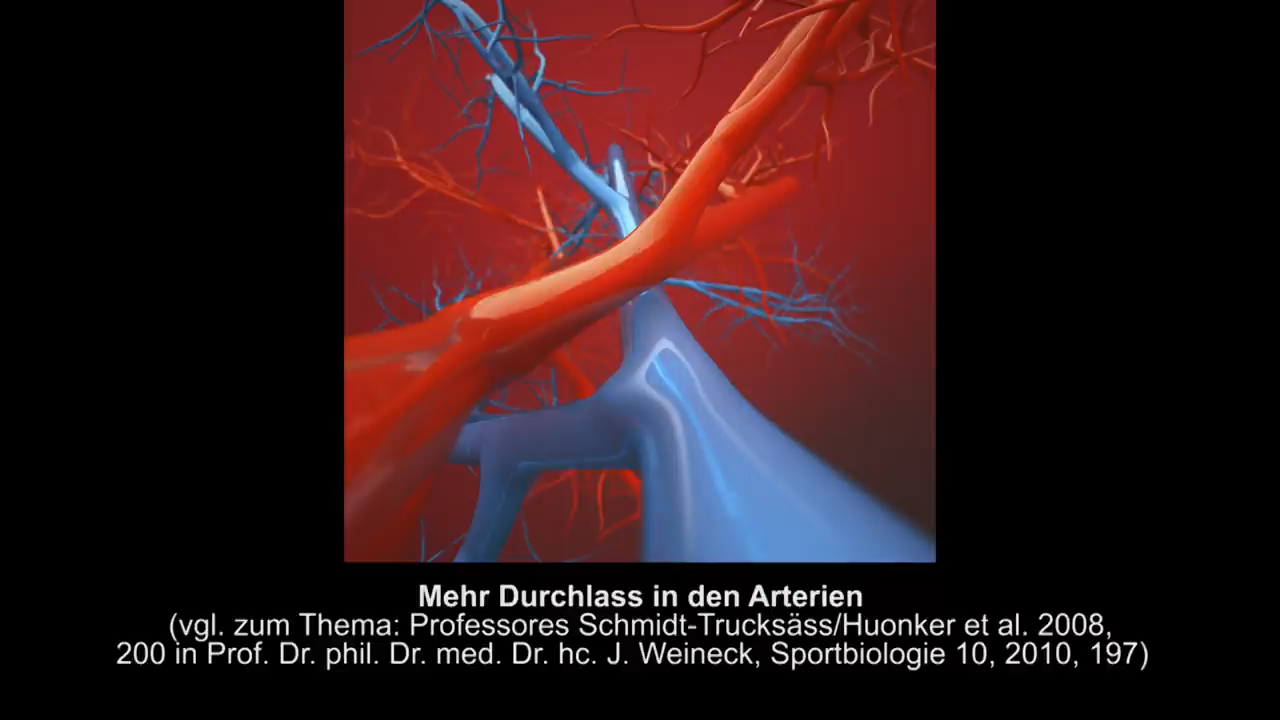 Mehr Durchlass in den Arterien
(vgl. zum Thema: Professores Schmidt-Trucksäss/Huonker et al. 2008,
200 in Prof. Dr. phil. Dr. med. Dr. hc. J. Weineck, Sportbiologie 10, 2010, 197)